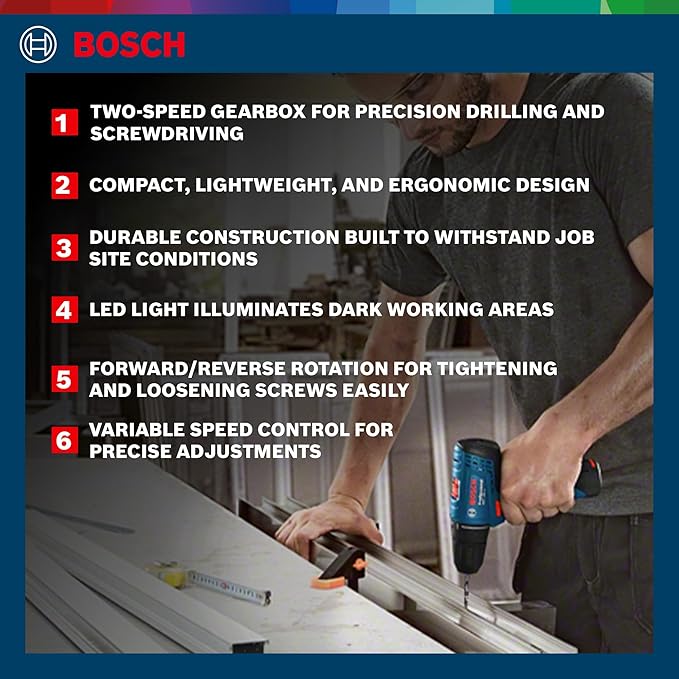 BOSCH
1 TWO-SPEED GEARBOX FOR PRECISION DRILLING AND
SCREWDRIVING
2 COMPACT, LIGHTWEIGHT, AND ERGONOMIC DESIGN
3 DURABLE CONSTRUCTION BUILT TO WITHSTAND JOB
SITE CONDITIONS
4 LED LIGHT ILLUMINATES DARK WORKING AREAS
5 FORWARD/REVERSE ROTATION FOR TIGHTENING
AND LOOSENING SCREWS EASILY
6 VARIABLE SPEED CONTROL FOR
PRECISE ADJUSTMENTS
BOSCH
Professional